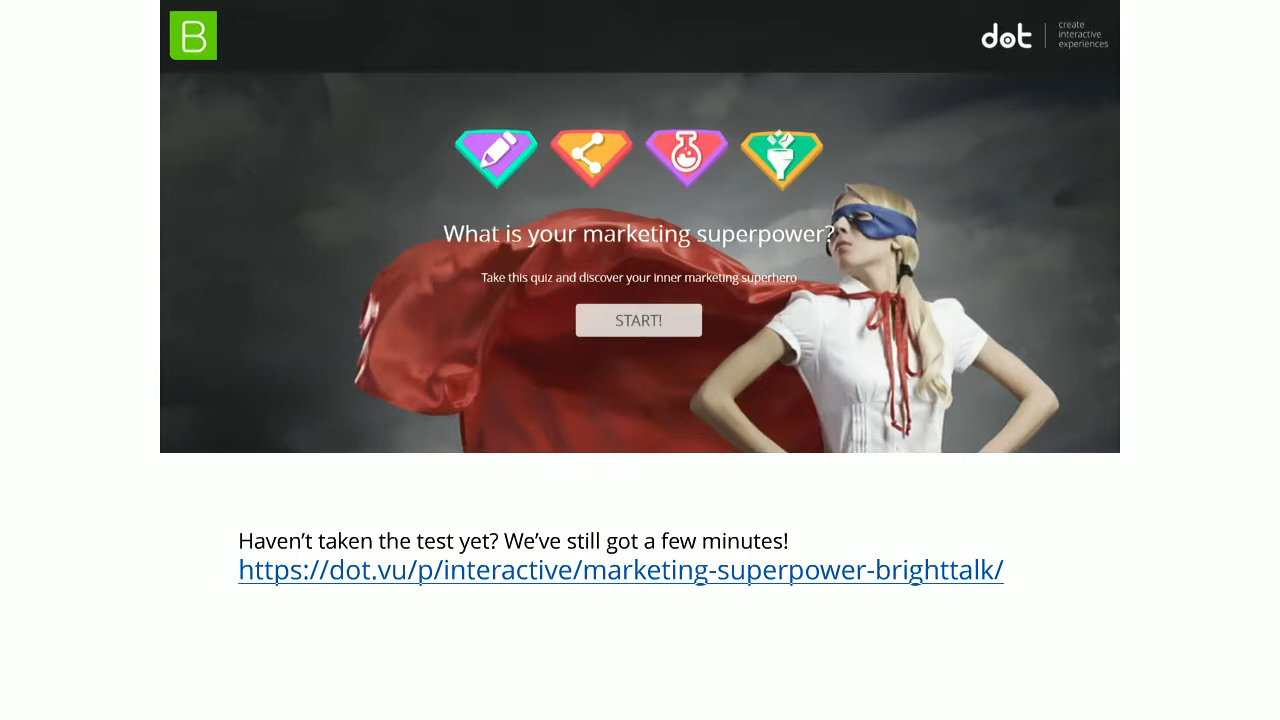 B
dot
create
interactive
experiences
What is your marketing superpower?
Take this quiz and discover your inner marketing superhero
START!
Haven’t taken the test yet? We’ve still got a few minutes!
https://dot.vu/p/interactive/marketing-superpower-brighttalk/